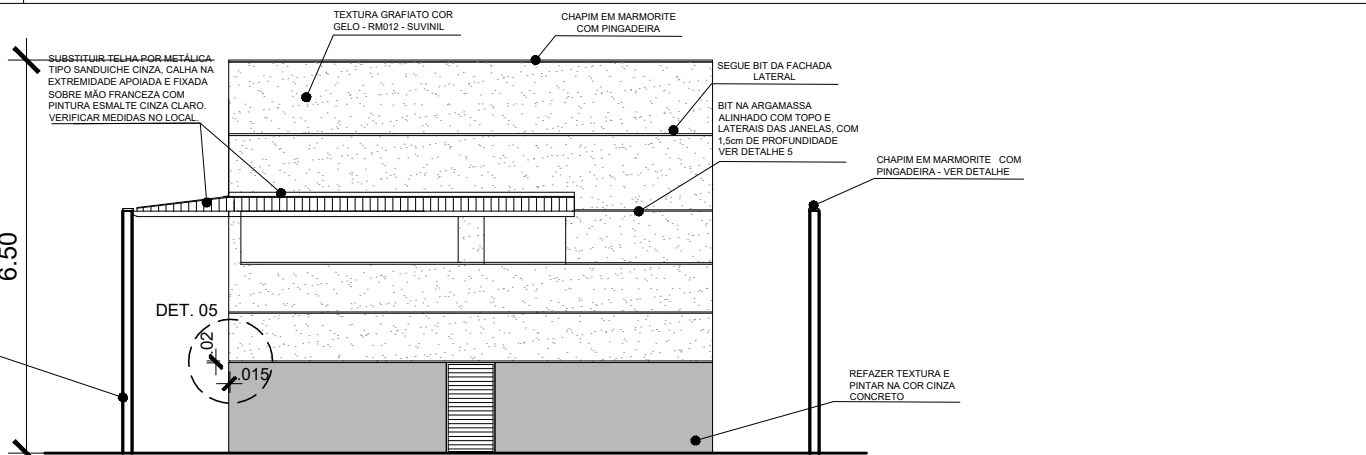 TEXTURA GRAFIATO COR
GELO - RM012 - SUVINIL
CHAPIM EM MARMORITE
COM PINGADEIRA
SUBSTITUIR TELHA POR METÁLICA
TIPO SANDUICHE CINZA, CALHA NA
EXTREMIDADE APOIADA E FIXADA
SOBRE MÃO FRANCEZA COM
PINTURA ESMALTE CINZA CLARO.
VERIFICAR MEDIDAS NO LOCAL.
SEGUE BIT DA FACHADA
LATERAL
BIT NA ARGAMASSA
ALINHADO COM TOPO E
LATERAIS DAS JANELAS, COM
1,5cm DE PROFUNDIDADE
VER DETALHE 5
CHAPIM EM MARMORITE COM
PINGADEIRA - VER DETALHE
6.50
DET. 05
.02
.015
REFAZER TEXTURA E
PINTAR NA COR CINZA
CONCRETO